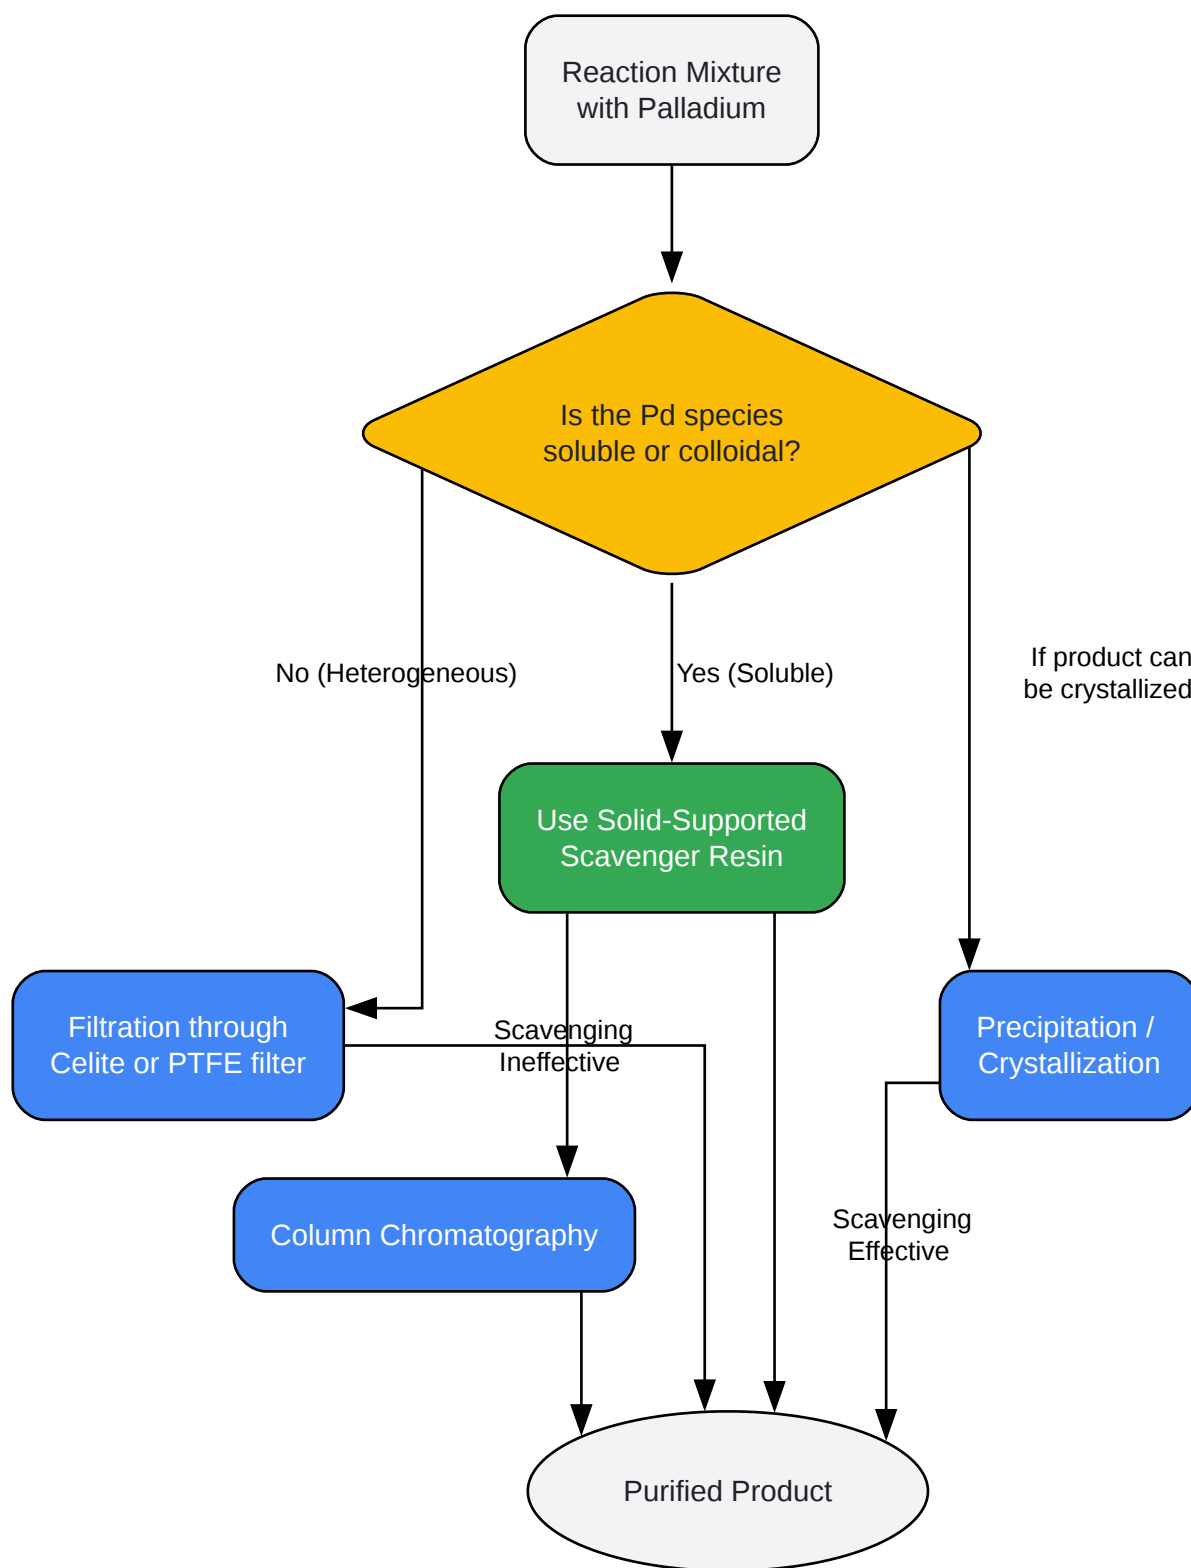 Reaction Mixture
with Palladium
Is the Pd species
soluble or colloidal?
No (Heterogeneous)
Yes (Soluble)
If product can
be crystallized
Use Solid-Supported
Scavenger Resin
Filtration through
Celite or PTFE filter
Scavenging
Ineffective
Precipitation /
Crystallization
Column Chromatography
Scavenging
Effective
Purified Product